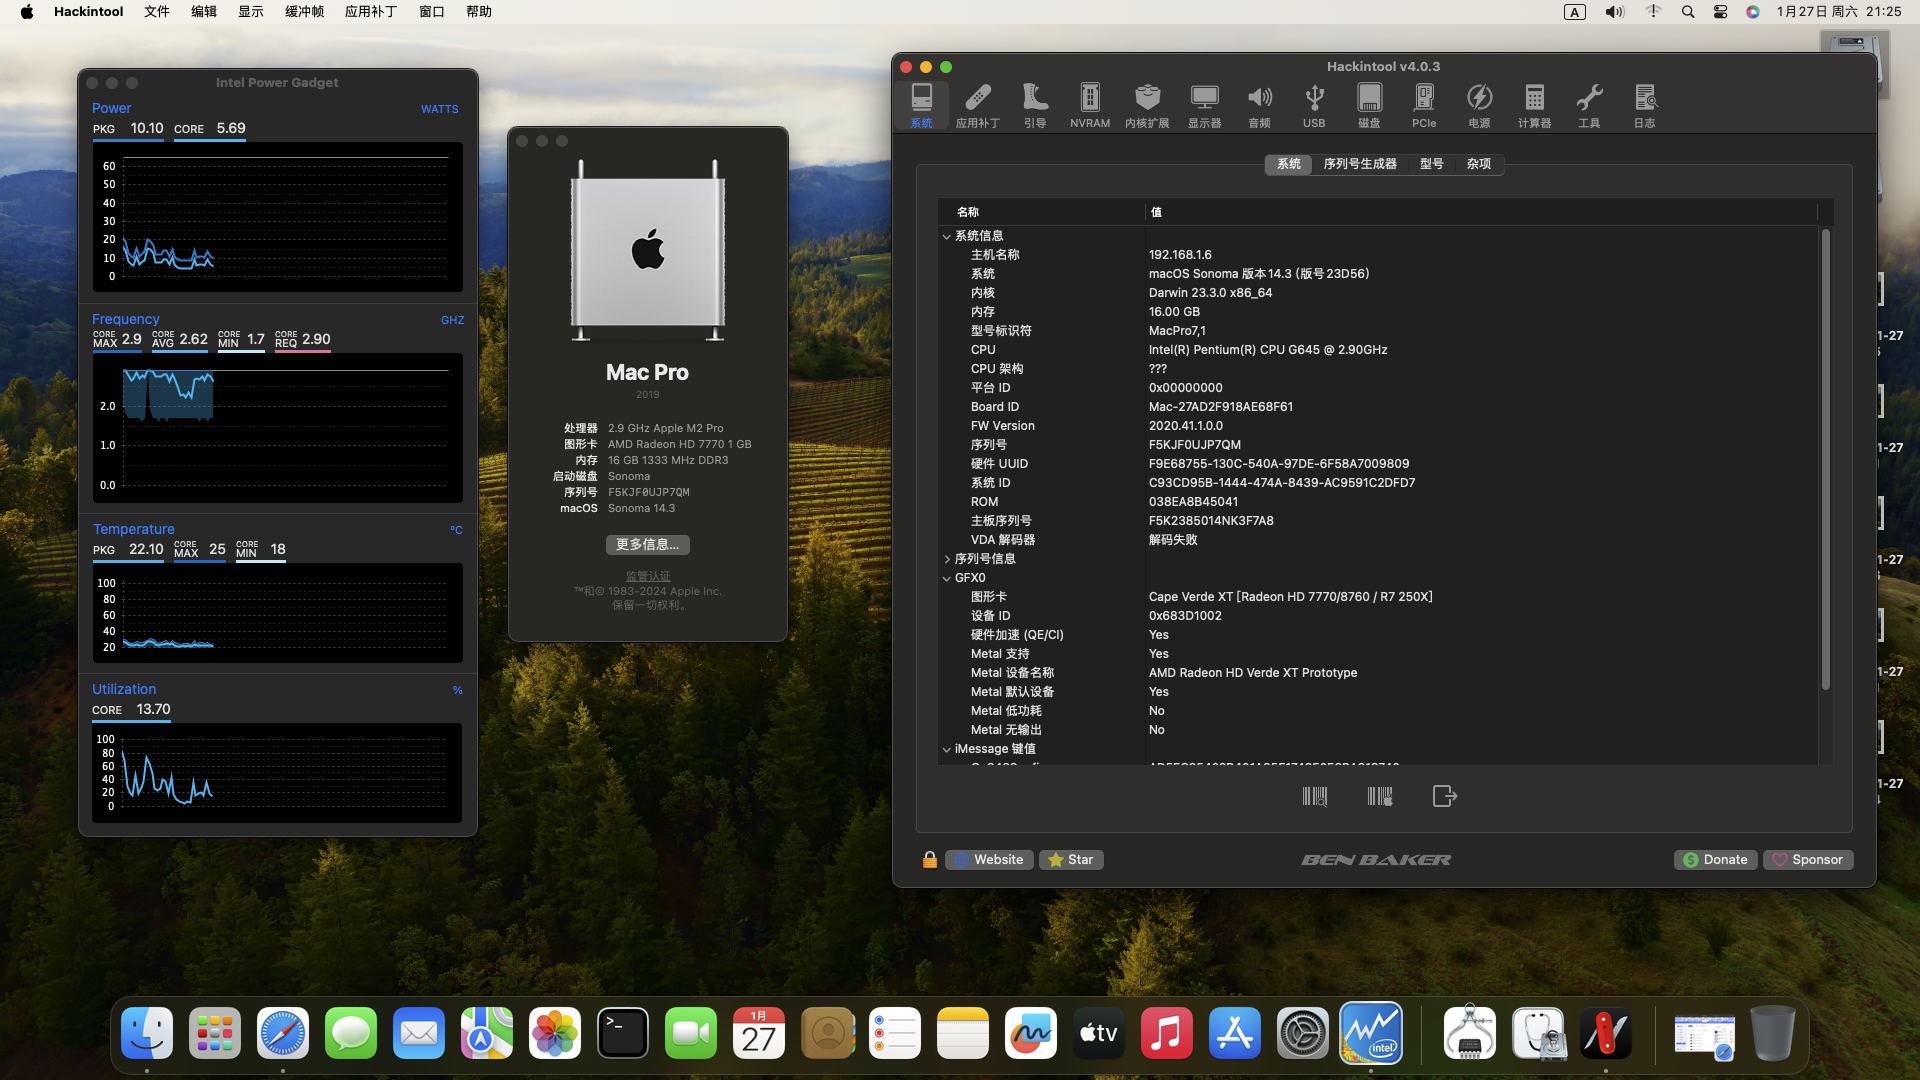 Hackintool 文件 编辑 显示 缓冲帧 应用补丁 窗口 帮助
A 1月27日 周六 21:25
Intel Power Gadget
Power WATTS
PKG 10.10 CORE 5.69
60
50
40
30
20
10
0
Frequency GHZ
CORE MAX 2.9 CORE AVG 2.62 CORE MIN 1.7 CORE REQ 2.90
2.0
1.0
0.0
Temperature °C
PKG 22.10 CORE MAX 25 CORE MIN 18
100
80
60
40
20
Utilization %
CORE 13.70
100
80
60
40
20
0
Mac Pro
2019
处理器 2.9 GHz Apple M2 Pro
图形卡 AMD Radeon HD 7770 1 GB
内存 16 GB 1333 MHz DDR3
启动磁盘 Sonoma
序列号 F5KJF0UJP7QM
macOS Sonoma 14.3
更多信息...
监管认证
™和© 1983-2024 Apple Inc.
保留一切权利。
Hackintool v4.0.3
系统 应用补丁 引导 NVRAM 内核扩展 显示器 音频 USB 磁盘 PCIe 电源 计算器 工具 日志
系统 序列号生成器 型号 杂项
名称 值
系统信息
主机名称 192.168.1.6
系统 macOS Sonoma 版本14.3 (版号23D56)
内核 Darwin 23.3.0 x86_64
内存 16.00 GB
型号标识符 MacPro7,1
CPU Intel(R) Pentium(R) CPU G645 @ 2.90GHz
CPU 架构 ???
平台 ID 0x00000000
Board ID Mac-27AD2F918AE68F61
FW Version 2020.41.1.0.0
序列号 F5KJF0UJP7QM
硬件 UUID F9E68755-130C-540A-97DE-6F58A7009809
系统 ID C93CD95B-1444-474A-8439-AC9591C2DFD7
ROM 038EA8B45041
主板序列号 F5K2385014NK3F7A8
VDA 解码器 解码失败
序列号信息
GFX0
图形卡 Cape Verde XT [Radeon HD 7770/8760 / R7 250X]
设备 ID 0x683D1002
硬件加速 (QE/CI) Yes
Metal 支持 Yes
Metal 设备名称 AMD Radeon HD Verde XT Prototype
Metal 默认设备 Yes
Metal 低功耗 No
Metal 无输出 No
iMessage 键值
Website Star BEN BAKER Donate Sponsor
1-27
1-27
1-27
1-27
1-27
>_
1月
27
tv
intel